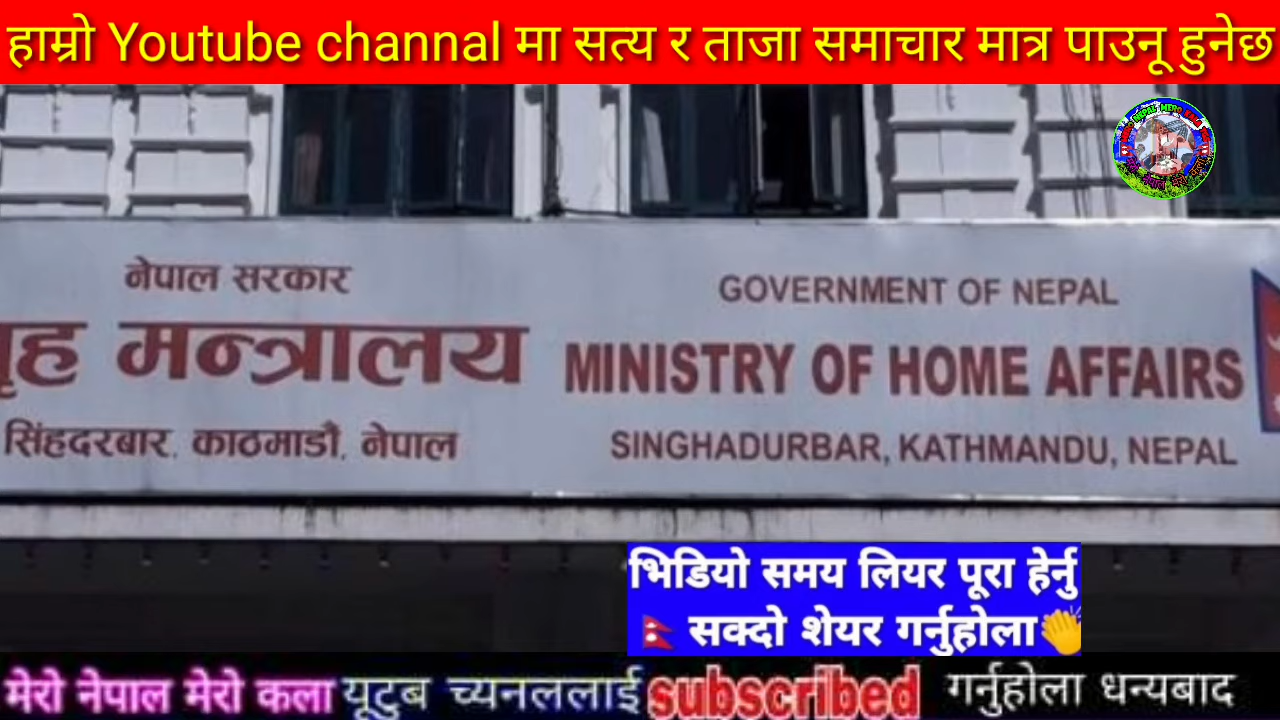 हाम्रो Youtube channal मा सत्य र ताजा समाचार मात्र पाउनू हुनेछ
नेपाल सरकार
गृह मन्त्रालय
सिंहदरबार, काठमाडौं, नेपाल
GOVERNMENT OF NEPAL
MINISTRY OF HOME AFFAIRS
SINGHADURBAR, KATHMANDU, NEPAL
भिडियो समय लियर पूरा हेर्नु
सक्दो शेयर गर्नुहोला
मेरो नेपाल मेरो कला यूटुब च्यनललाई subscribed गर्नुहोला धन्यबाद